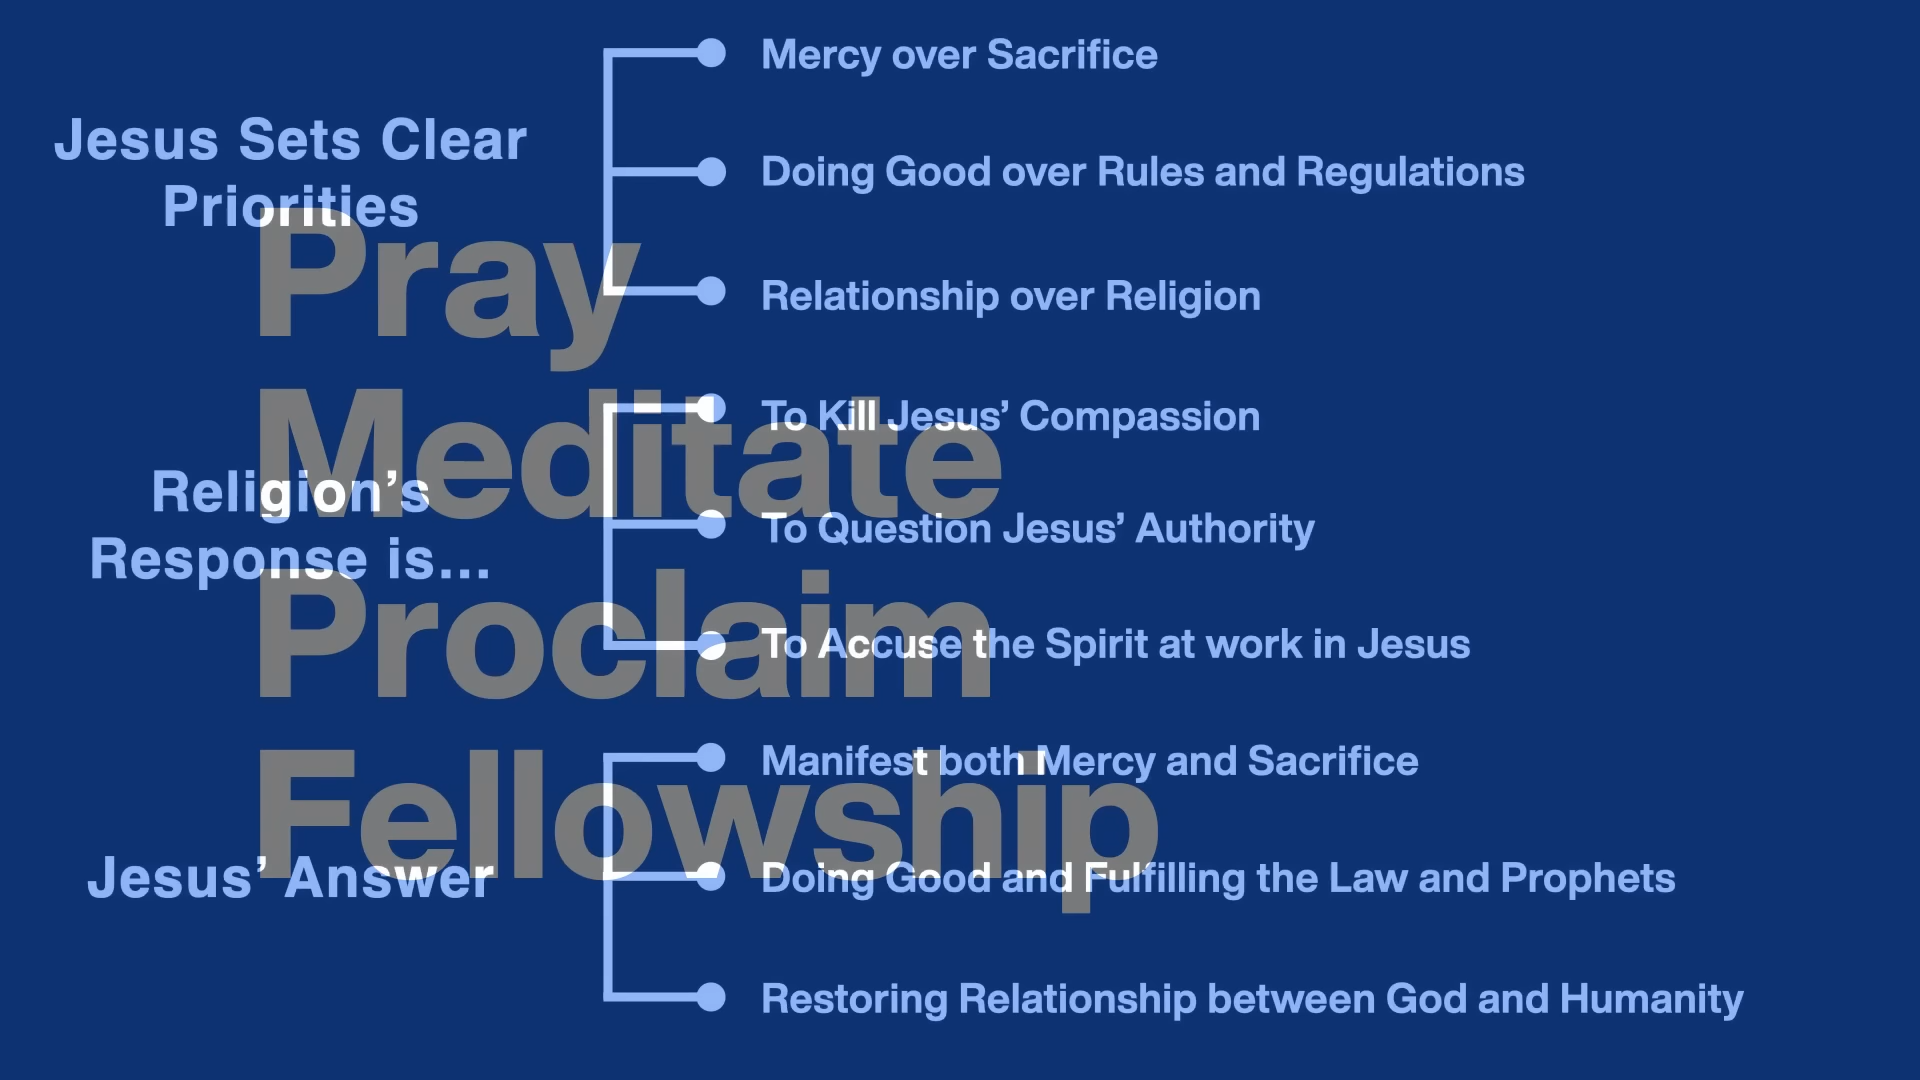 Jesus Sets Clear
Priorities
Mercy over Sacrifice
Doing Good over Rules and Regulations
Relationship over Religion
Religion’s
Response is...
To Kill Jesus’ Compassion
To Question Jesus’ Authority
To Accuse the Spirit at work in Jesus
Jesus’ Answer
Manifest both Mercy and Sacrifice
Doing Good and Fulfilling the Law and Prophets
Restoring Relationship between God and Humanity
Pray
Meditate
Proclaim
Fellowship